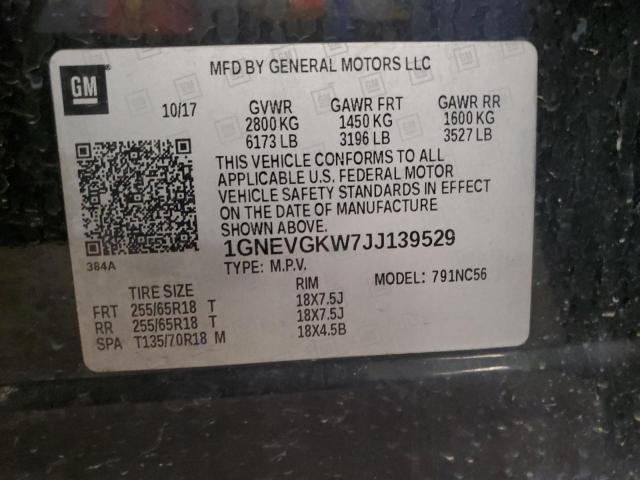 GM
MFD BY GENERAL MOTORS LLC
10/17 GVWR GAWR FRT GAWR RR
2800 KG 1450 KG 1600 KG
6173 LB 3196 LB 3527 LB
THIS VEHICLE CONFORMS TO ALL
APPLICABLE U.S. FEDERAL MOTOR
VEHICLE SAFETY STANDARDS IN EFFECT
ON THE DATE OF MANUFACTURE
SHOWN ABOVE.
1GNEVGKW7JJ139529
384A
TYPE: M.P.V. MODEL: 791NC56
TIRE SIZE RIM
FRT 255/65R18 T 18X7.5J
RR 255/65R18 T 18X7.5J
SPA T135/70R18 M 18X4.5B